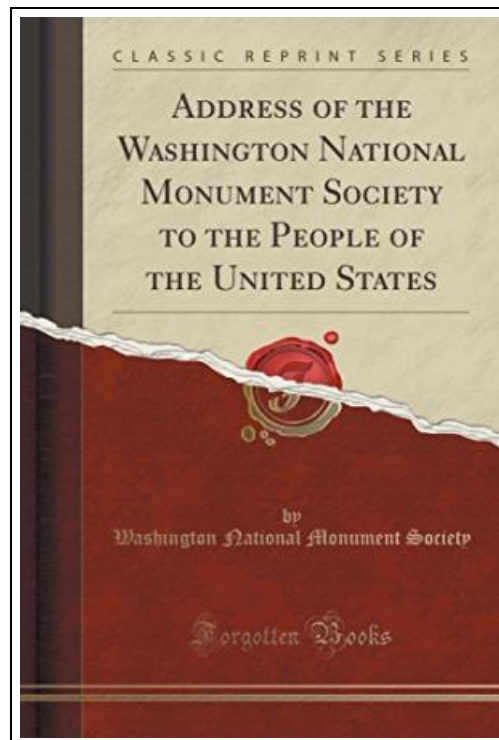 CLASSIC REPRINT SERIES
ADDRESS OF THE
WASHINGTON NATIONAL
MONUMENT SOCIETY
TO THE PEOPLE OF
THE UNITED STATES
by
Washington National Monument Society
Forgotten Books